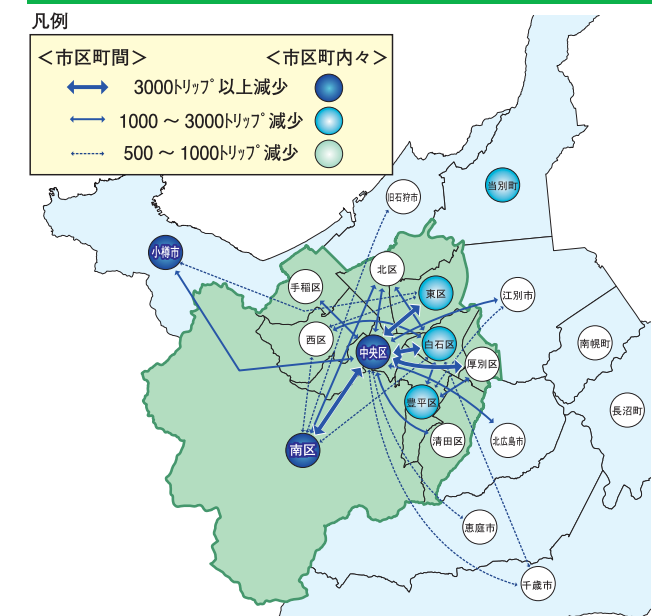 凡例
＜市区町間＞ ＜市区町内々＞
3000ﾄﾘｯﾌﾟ以上減少
1000 ～ 3000ﾄﾘｯﾌﾟ減少
500 ～ 1000ﾄﾘｯﾌﾟ減少
当別町
旧石狩市
小樽市
北区
手稲区
東区
江別市
西区
中央区
白石区
南幌町
厚別区
豊平区
長沼町
南区
清田区
北広島市
恵庭市
千歳市